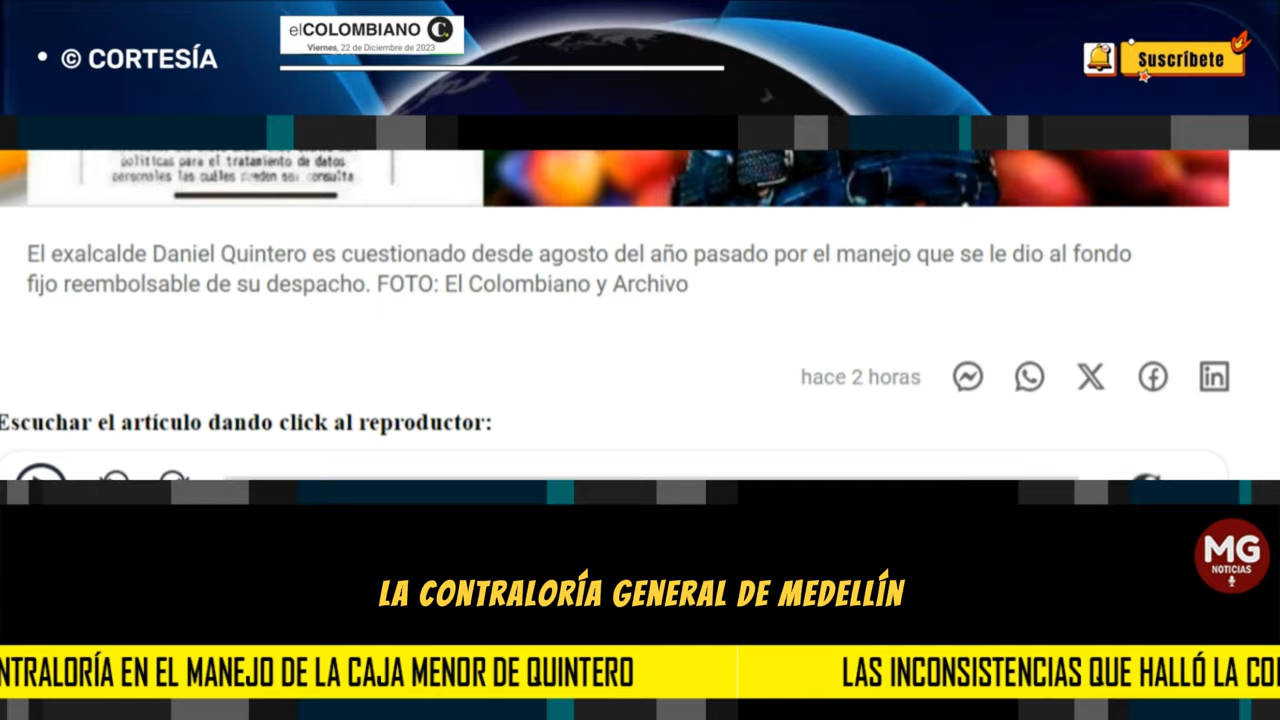 © CORTESÍA
elCOLOMBIANO C.
Viernes, 22 de Diciembre de 2023
Suscríbete
políticas para el tratamiento de datos
personales las cuáles pueden ser consulta
El exalcalde Daniel Quintero es cuestionado desde agosto del año pasado por el manejo que se le dio al fondo
fijo reembolsable de su despacho. FOTO: El Colombiano y Archivo
hace 2 horas
Escuchar el artículo dando click al reproductor:
MG
NOTICIAS
LA CONTRALORÍA GENERAL DE MEDELLÍN
NTRALORÍA EN EL MANEJO DE LA CAJA MENOR DE QUINTERO
LAS INCONSISTENCIAS QUE HALLÓ LA CO